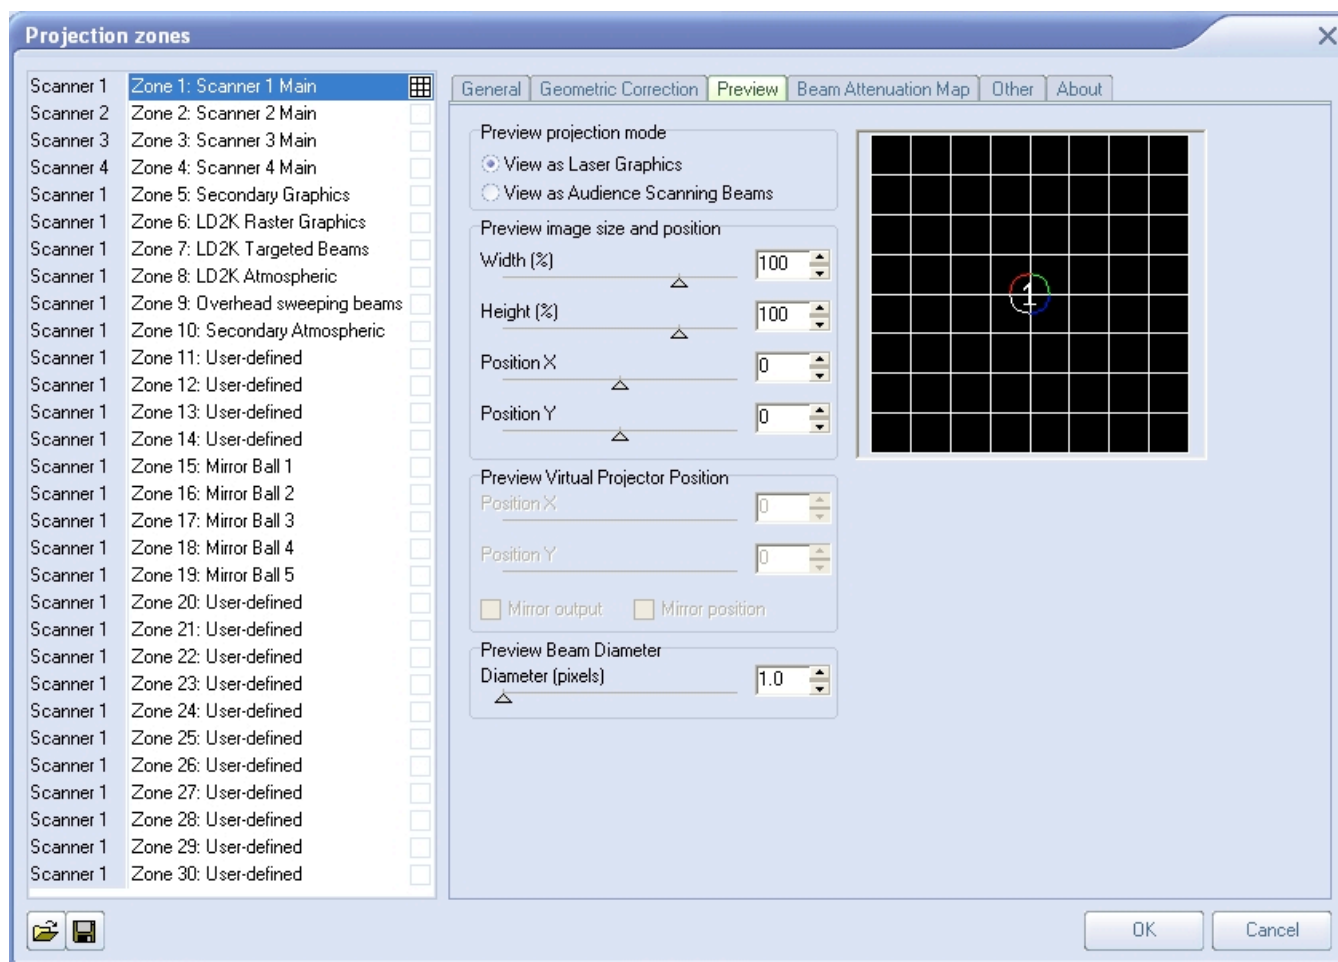 Projection zones
Scanner 1 Zone 1: Scanner 1 Main
Scanner 2 Zone 2: Scanner 2 Main
Scanner 3 Zone 3: Scanner 3 Main
Scanner 4 Zone 4: Scanner 4 Main
Scanner 1 Zone 5: Secondary Graphics
Scanner 1 Zone 6: LD2K Raster Graphics
Scanner 1 Zone 7: LD2K Targeted Beams
Scanner 1 Zone 8: LD2K Atmospheric
Scanner 1 Zone 9: Overhead sweeping beams
Scanner 1 Zone 10: Secondary Atmospheric
Scanner 1 Zone 11: User-defined
Scanner 1 Zone 12: User-defined
Scanner 1 Zone 13: User-defined
Scanner 1 Zone 14: User-defined
Scanner 1 Zone 15: Mirror Ball 1
Scanner 1 Zone 16: Mirror Ball 2
Scanner 1 Zone 17: Mirror Ball 3
Scanner 1 Zone 18: Mirror Ball 4
Scanner 1 Zone 19: Mirror Ball 5
Scanner 1 Zone 20: User-defined
Scanner 1 Zone 21: User-defined
Scanner 1 Zone 22: User-defined
Scanner 1 Zone 23: User-defined
Scanner 1 Zone 24: User-defined
Scanner 1 Zone 25: User-defined
Scanner 1 Zone 26: User-defined
Scanner 1 Zone 27: User-defined
Scanner 1 Zone 28: User-defined
Scanner 1 Zone 29: User-defined
Scanner 1 Zone 30: User-defined
General Geometric Correction Preview Beam Attenuation Map Other About
Preview projection mode
View as Laser Graphics
View as Audience Scanning Beams
Preview image size and position
Width (%) 100
Height (%) 100
Position X 0
Position Y 0
Preview Virtual Projector Position
Position X 0
Position Y 0
Mirror output Mirror position
Preview Beam Diameter
Diameter (pixels) 1.0
1
OK Cancel